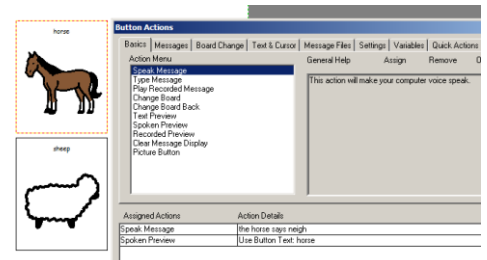 horse
sheep
Button Actions
Basics Messages Board Change Text & Cursor Message Files Settings Variables Quick Actions
Action Menu General Help Assign Remove
Speak Message
Type Message
Play Recorded Message
Change Board
Change Board Back
Text Preview
Spoken Preview
Recorded Preview
Clear Message Display
Picture Button
This action will make your computer voice speak.
Assigned Actions Action Details
Speak Message the horse says neigh
Spoken Preview Use Button Text: horse